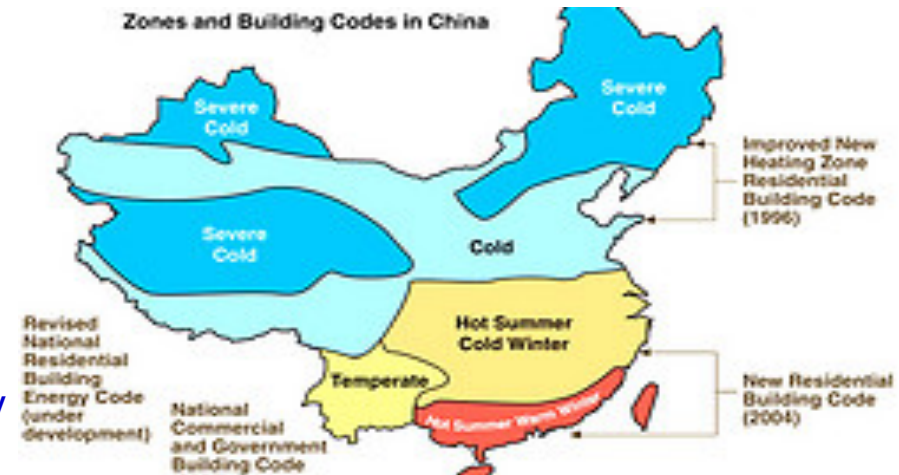 Zones and Building Codes in China
Severe
Cold
Severe
Cold
Improved New
Heating Zone
Residential
Building Code
(1996)
Severe
Cold
Cold
Hot Summer
Cold Winter
Revised
National
Residential
Building
Energy Code
(under
development)
Temperate
National
Commercial
and Government
Building Code
Hot Summer Warm Winter
New Residential
Building Code
(2004)
y